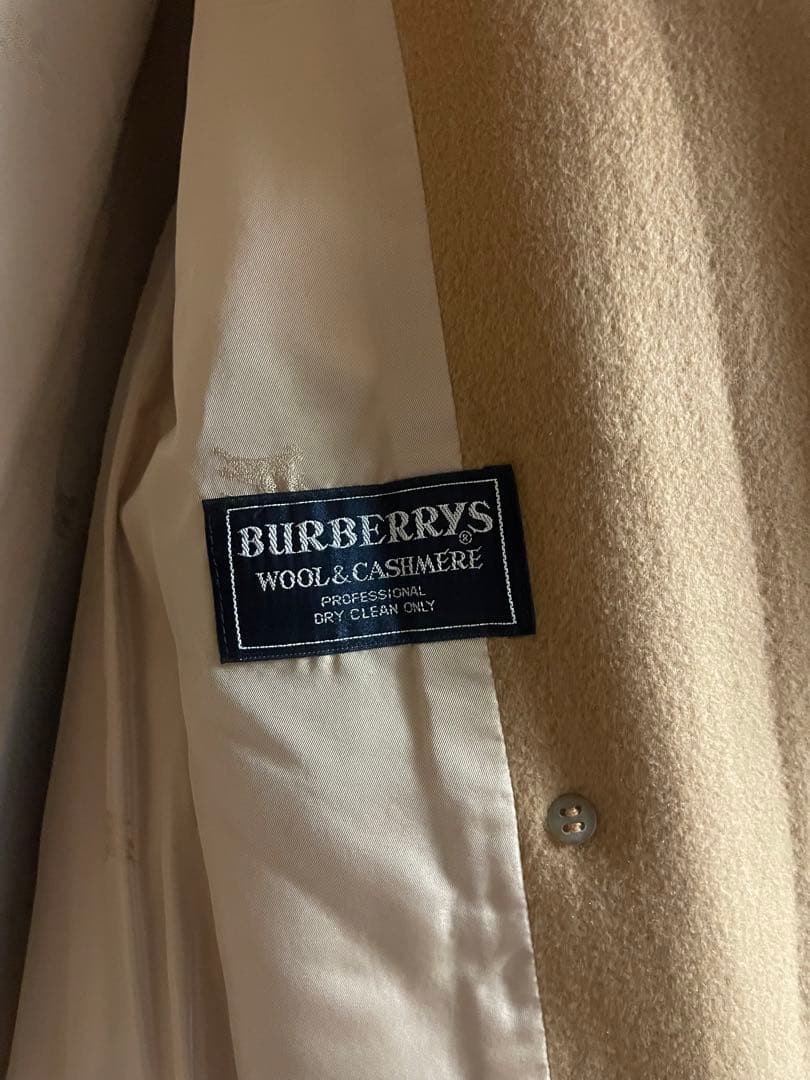 BURBERRYS®
WOOL & CASHMERE
PROFESSIONAL
DRY CLEAN ONLY